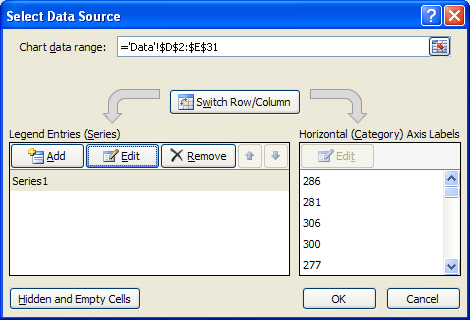 Select Data Source
Chart data range: ='Data'!$D$2:$E$31
Switch Row/Column
Legend Entries (Series)
Add Edit Remove
Series1
Horizontal (Category) Axis Labels
Edit
286
281
306
300
277
Hidden and Empty Cells
OK Cancel